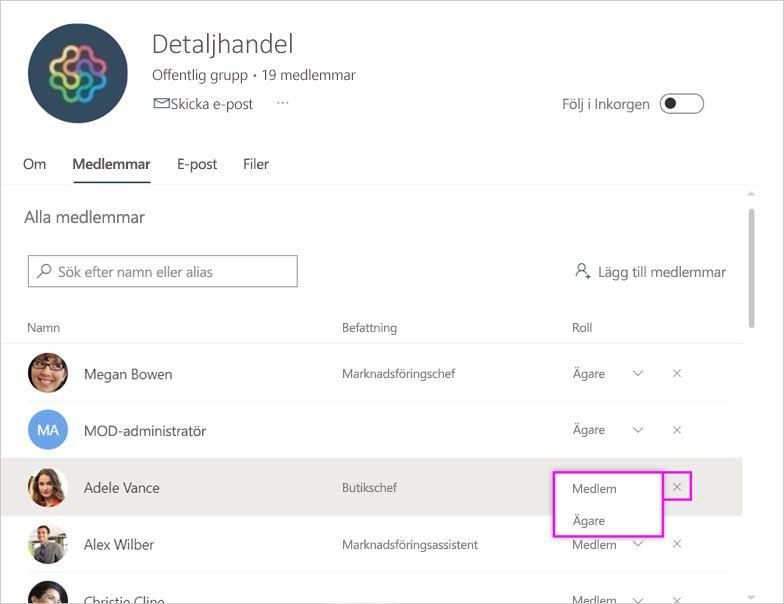 Detaljhandel
Offentlig grupp • 19 medlemmar
Skicka e-post ···
Följ i Inkorgen
Om Medlemmar E-post Filer
Alla medlemmar
Sök efter namn eller alias
Lägg till medlemmar
Namn Befattning Roll
Megan Bowen Marknadsföringschef Ägare
MA MOD-administratör Ägare
Adele Vance Butikschef Medlem
Ägare
Alex Wilber Marknadsföringsassistent Medlem
Christie Cline Medlem